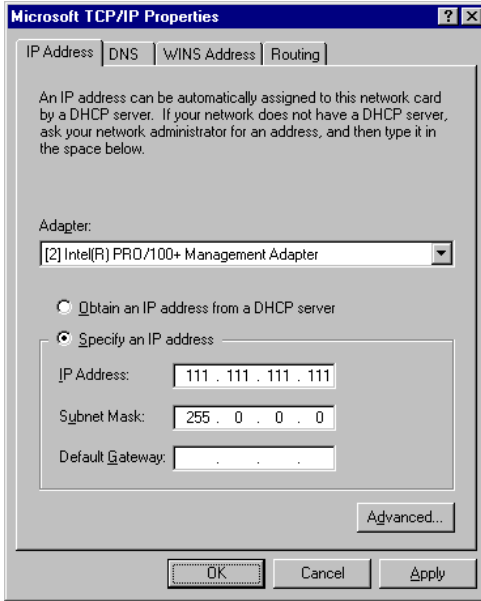 Microsoft TCP/IP Properties
IP Address DNS WINS Address Routing
An IP address can be automatically assigned to this network card
by a DHCP server. If your network does not have a DHCP server,
ask your network administrator for an address, and then type it in
the space below.
Adapter:
[2] Intel(R) PRO/100+ Management Adapter
Obtain an IP address from a DHCP server
Specify an IP address
IP Address: 111 . 111 . 111 . 111
Subnet Mask: 255 . 0 . 0 . 0
Default Gateway: . . .
Advanced...
OK Cancel Apply